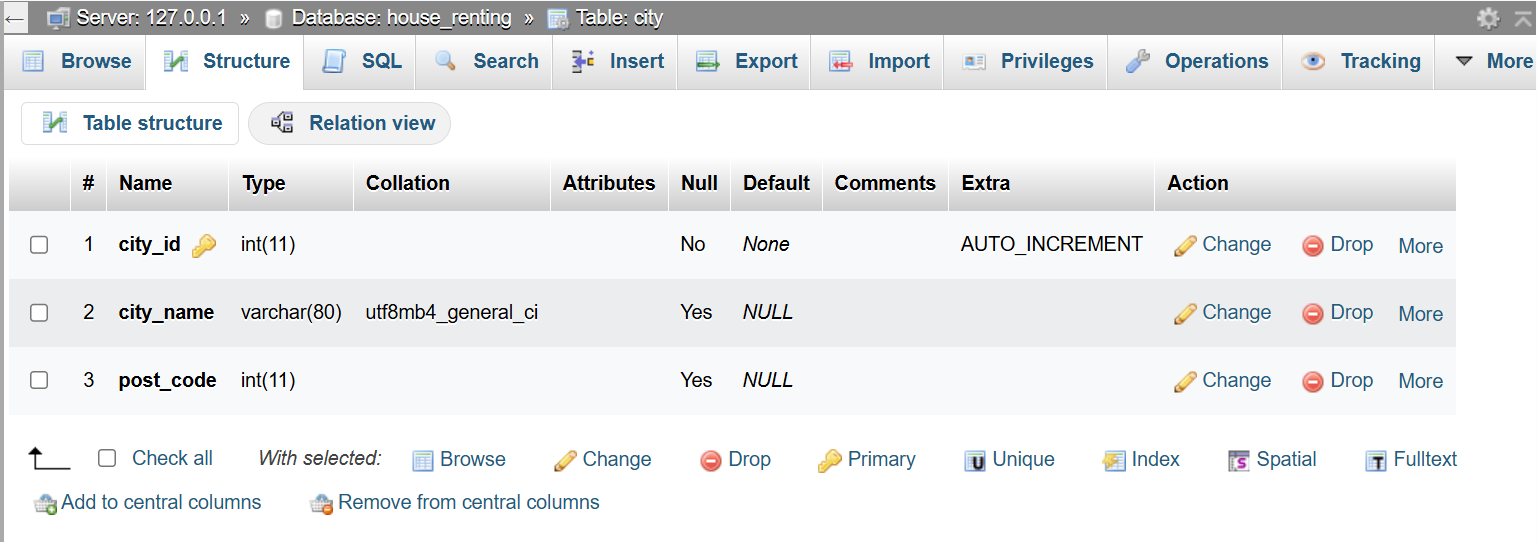 Server: 127.0.0.1 » Database: house_renting » Table: city
Browse Structure SQL Search Insert Export Import Privileges Operations Tracking More
Table structure Relation view
# Name Type Collation Attributes Null Default Comments Extra Action
1 city_id int(11) No None AUTO_INCREMENT Change Drop More
2 city_name varchar(80) utf8mb4_general_ci Yes NULL Change Drop More
3 post_code int(11) Yes NULL Change Drop More
Check all With selected: Browse Change Drop Primary Unique Index Spatial Fulltext
Add to central columns Remove from central columns